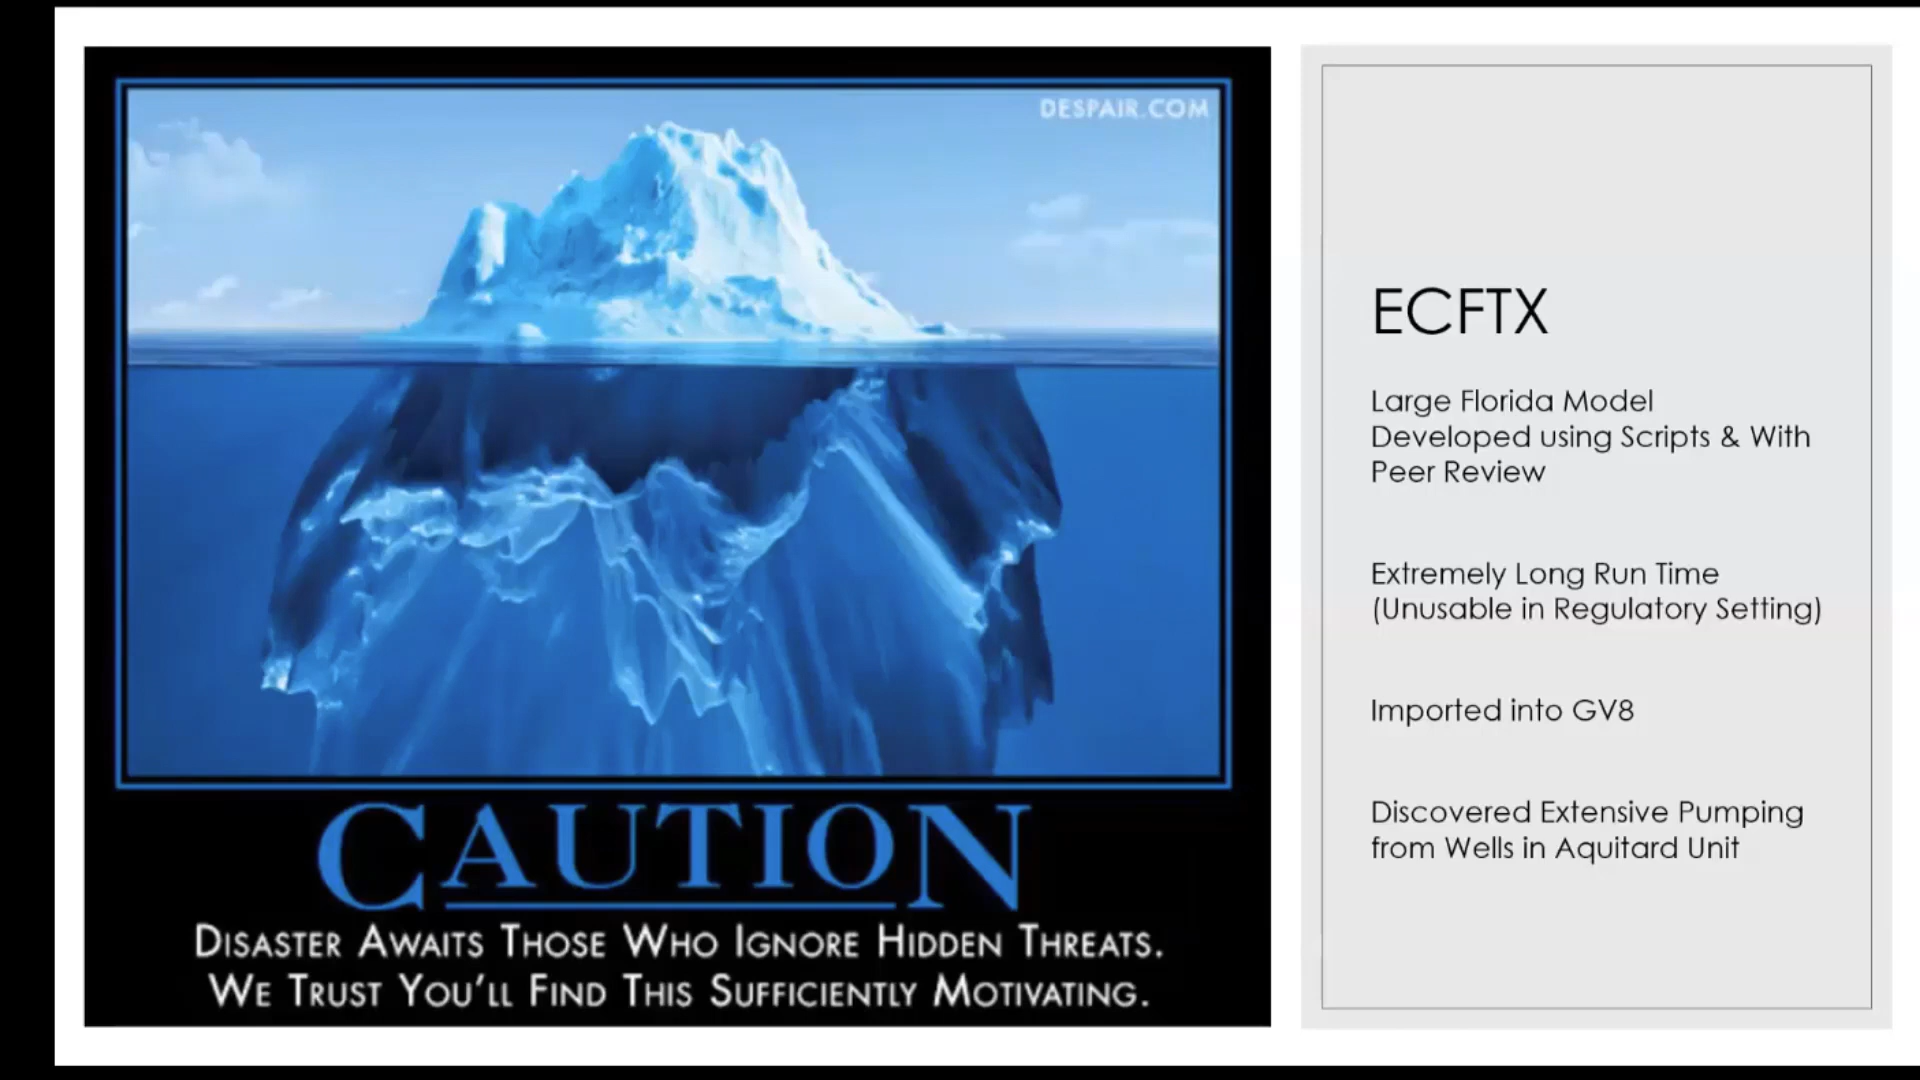 DESPAIR.COM
CAUTION
DISASTER AWAITS THOSE WHO IGNORE HIDDEN THREATS.
WE TRUST YOU'LL FIND THIS SUFFICIENTLY MOTIVATING.
ECFTX
Large Florida Model
Developed using Scripts & With
Peer Review
Extremely Long Run Time
(Unusable in Regulatory Setting)
Imported into GV8
Discovered Extensive Pumping
from Wells in Aquitard Unit